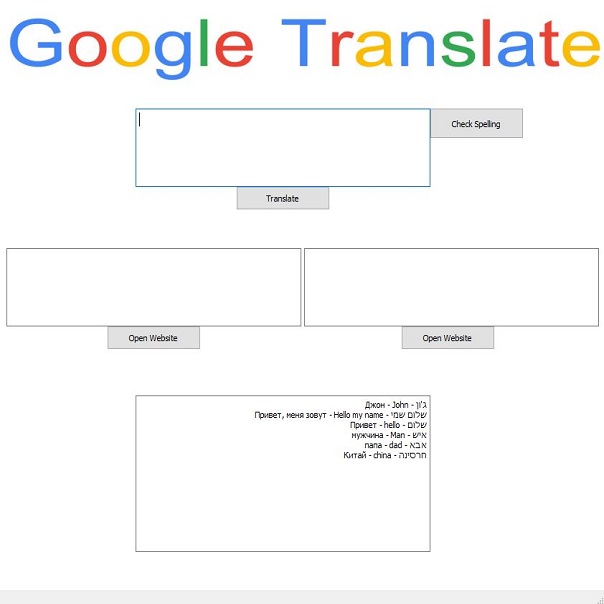 Google Translate
Check Spelling
Translate
Open Website
Open Website
ג'ון - John - Джон
שלום שמי - Hello my name - Привет, меня зовут
שלום - hello - Привет
איש - Man - мужчина
אבא - dad - папа
חרסינה - china - Китай